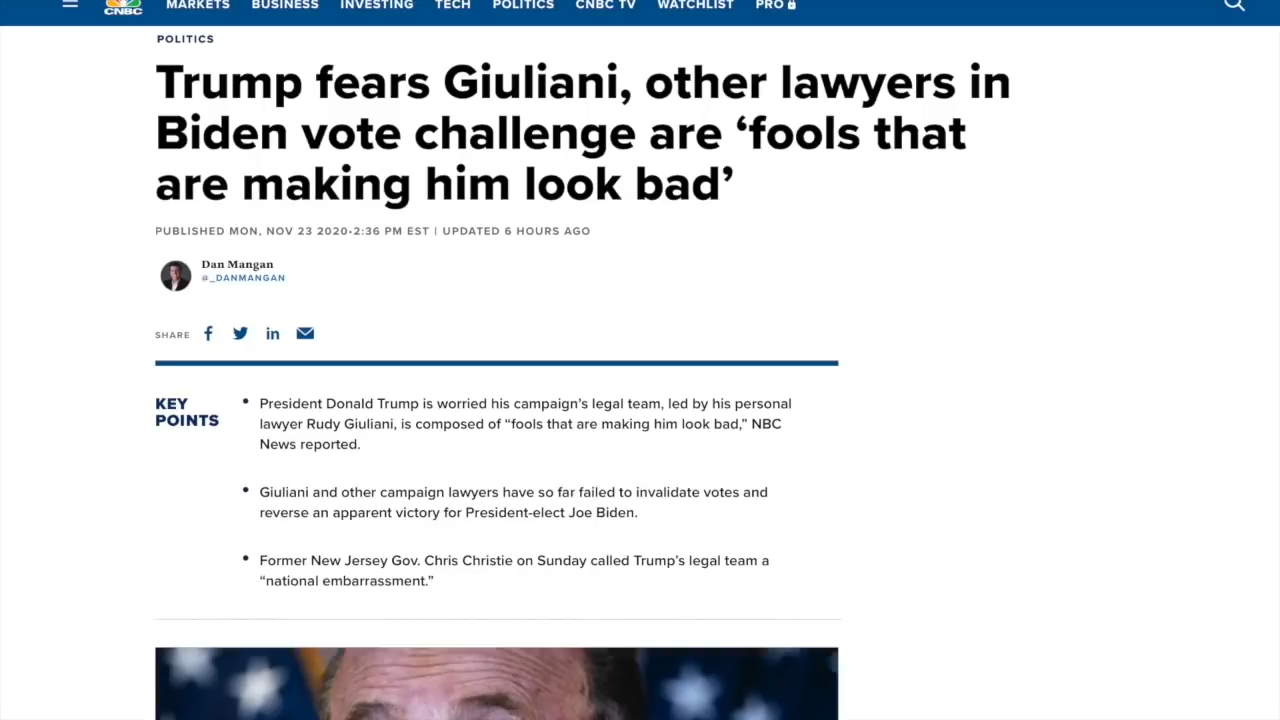 CNBC
MARKETS BUSINESS INVESTING TECH POLITICS CNBC TV WATCHLIST PRO
POLITICS
Trump fears Giuliani, other lawyers in
Biden vote challenge are ‘fools that
are making him look bad’
PUBLISHED MON, NOV 23 2020•2:36 PM EST | UPDATED 6 HOURS AGO
Dan Mangan
@_DANMANGAN
SHARE
KEY
POINTS
• President Donald Trump is worried his campaign’s legal team, led by his personal
lawyer Rudy Giuliani, is composed of “fools that are making him look bad,” NBC
News reported.
• Giuliani and other campaign lawyers have so far failed to invalidate votes and
reverse an apparent victory for President-elect Joe Biden.
• Former New Jersey Gov. Chris Christie on Sunday called Trump’s legal team a
“national embarrassment.”